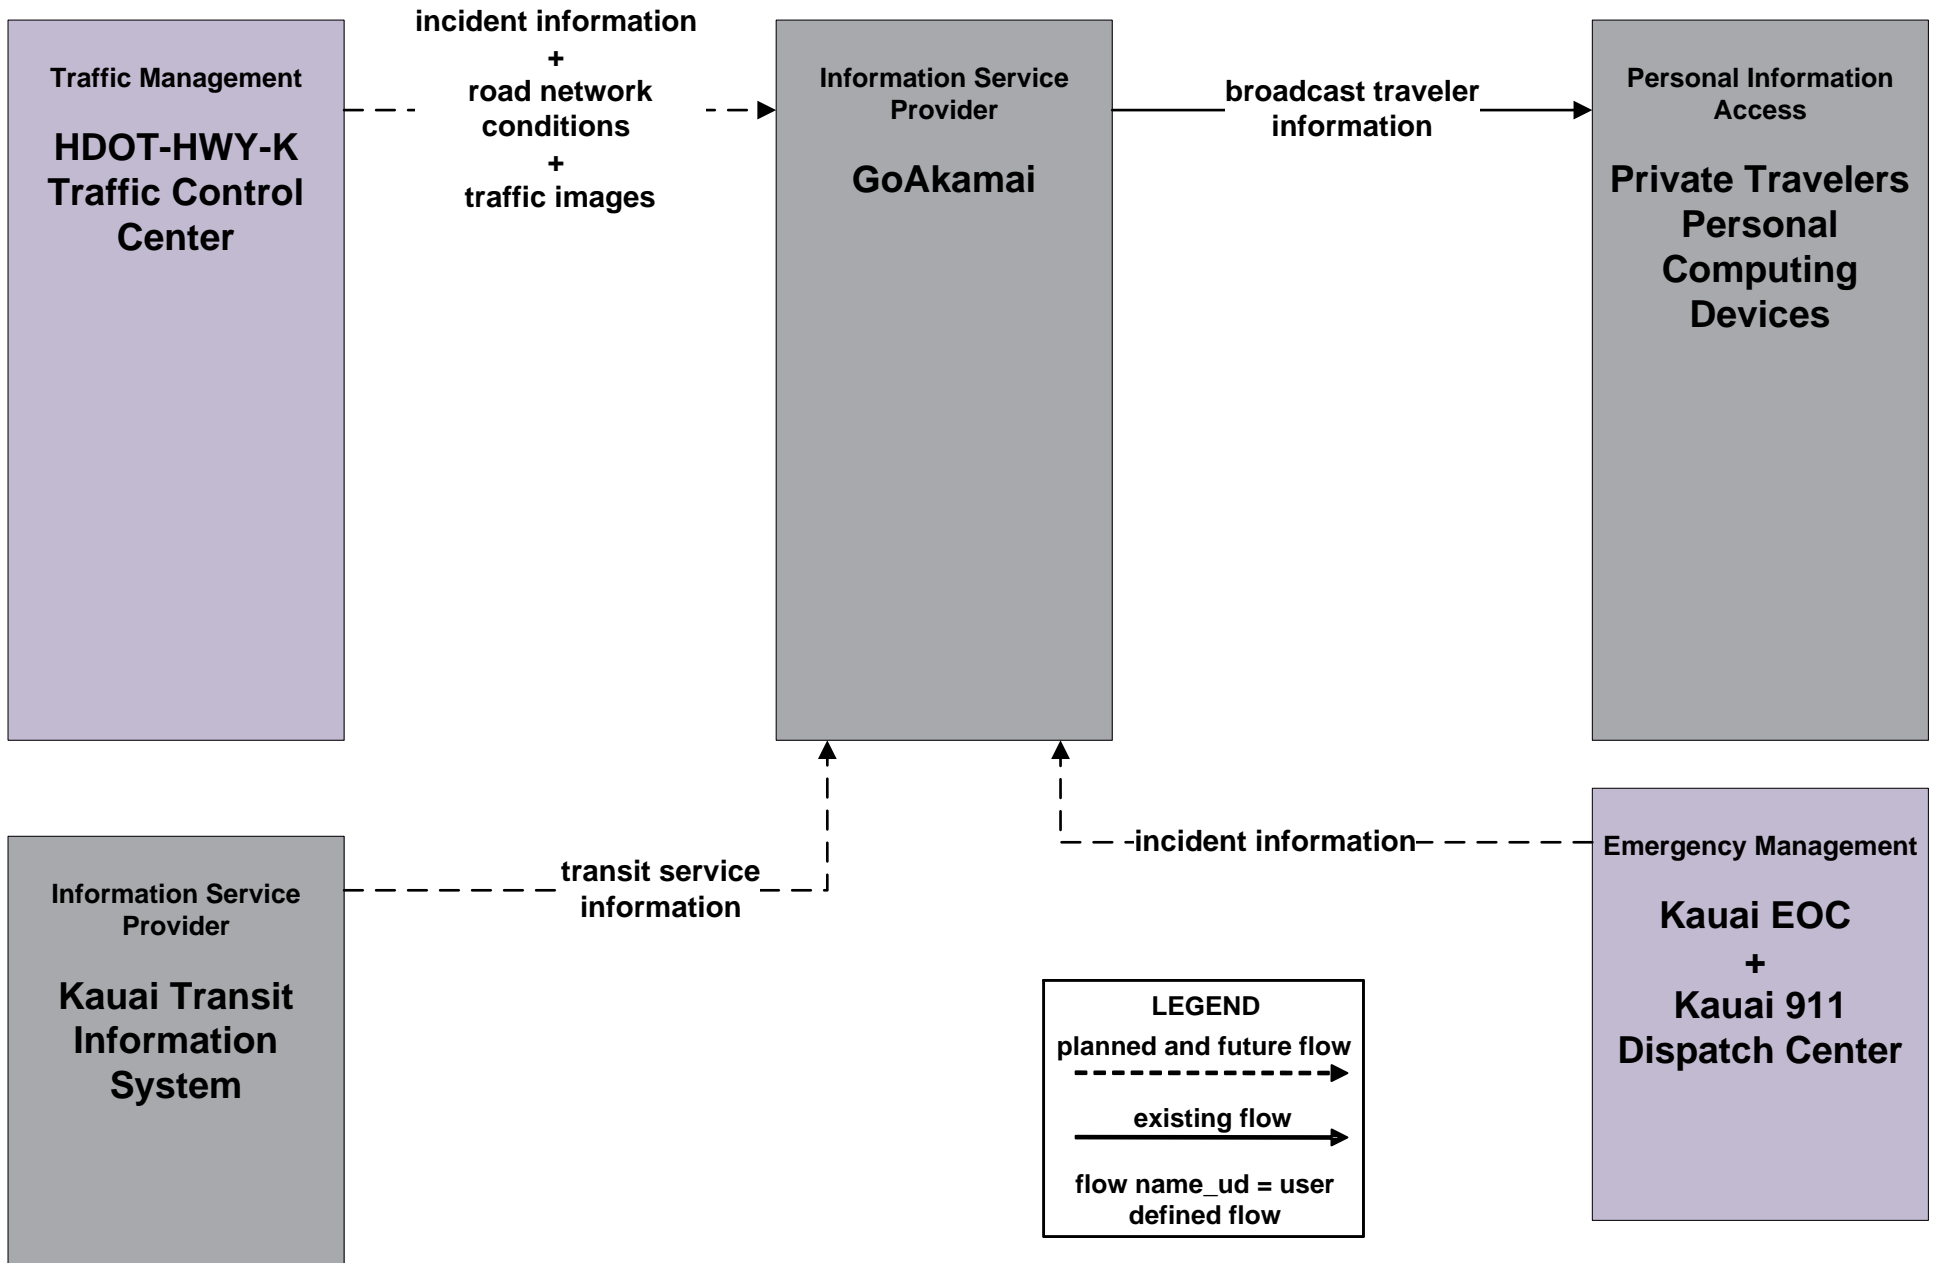 Traffic Management
HDOT-HWY-K
Traffic Control
Center
incident information
+
road network
conditions
+
traffic images
Information Service
Provider
GoAkamai
broadcast traveler
information
Personal Information
Access
Private Travelers
Personal
Computing
Devices
Information Service
Provider
Kauai Transit
Information
System
transit service
information
incident information
Emergency Management
Kauai EOC
+
Kauai 911
Dispatch Center
LEGEND
planned and future flow
existing flow
flow name_ud = user
defined flow